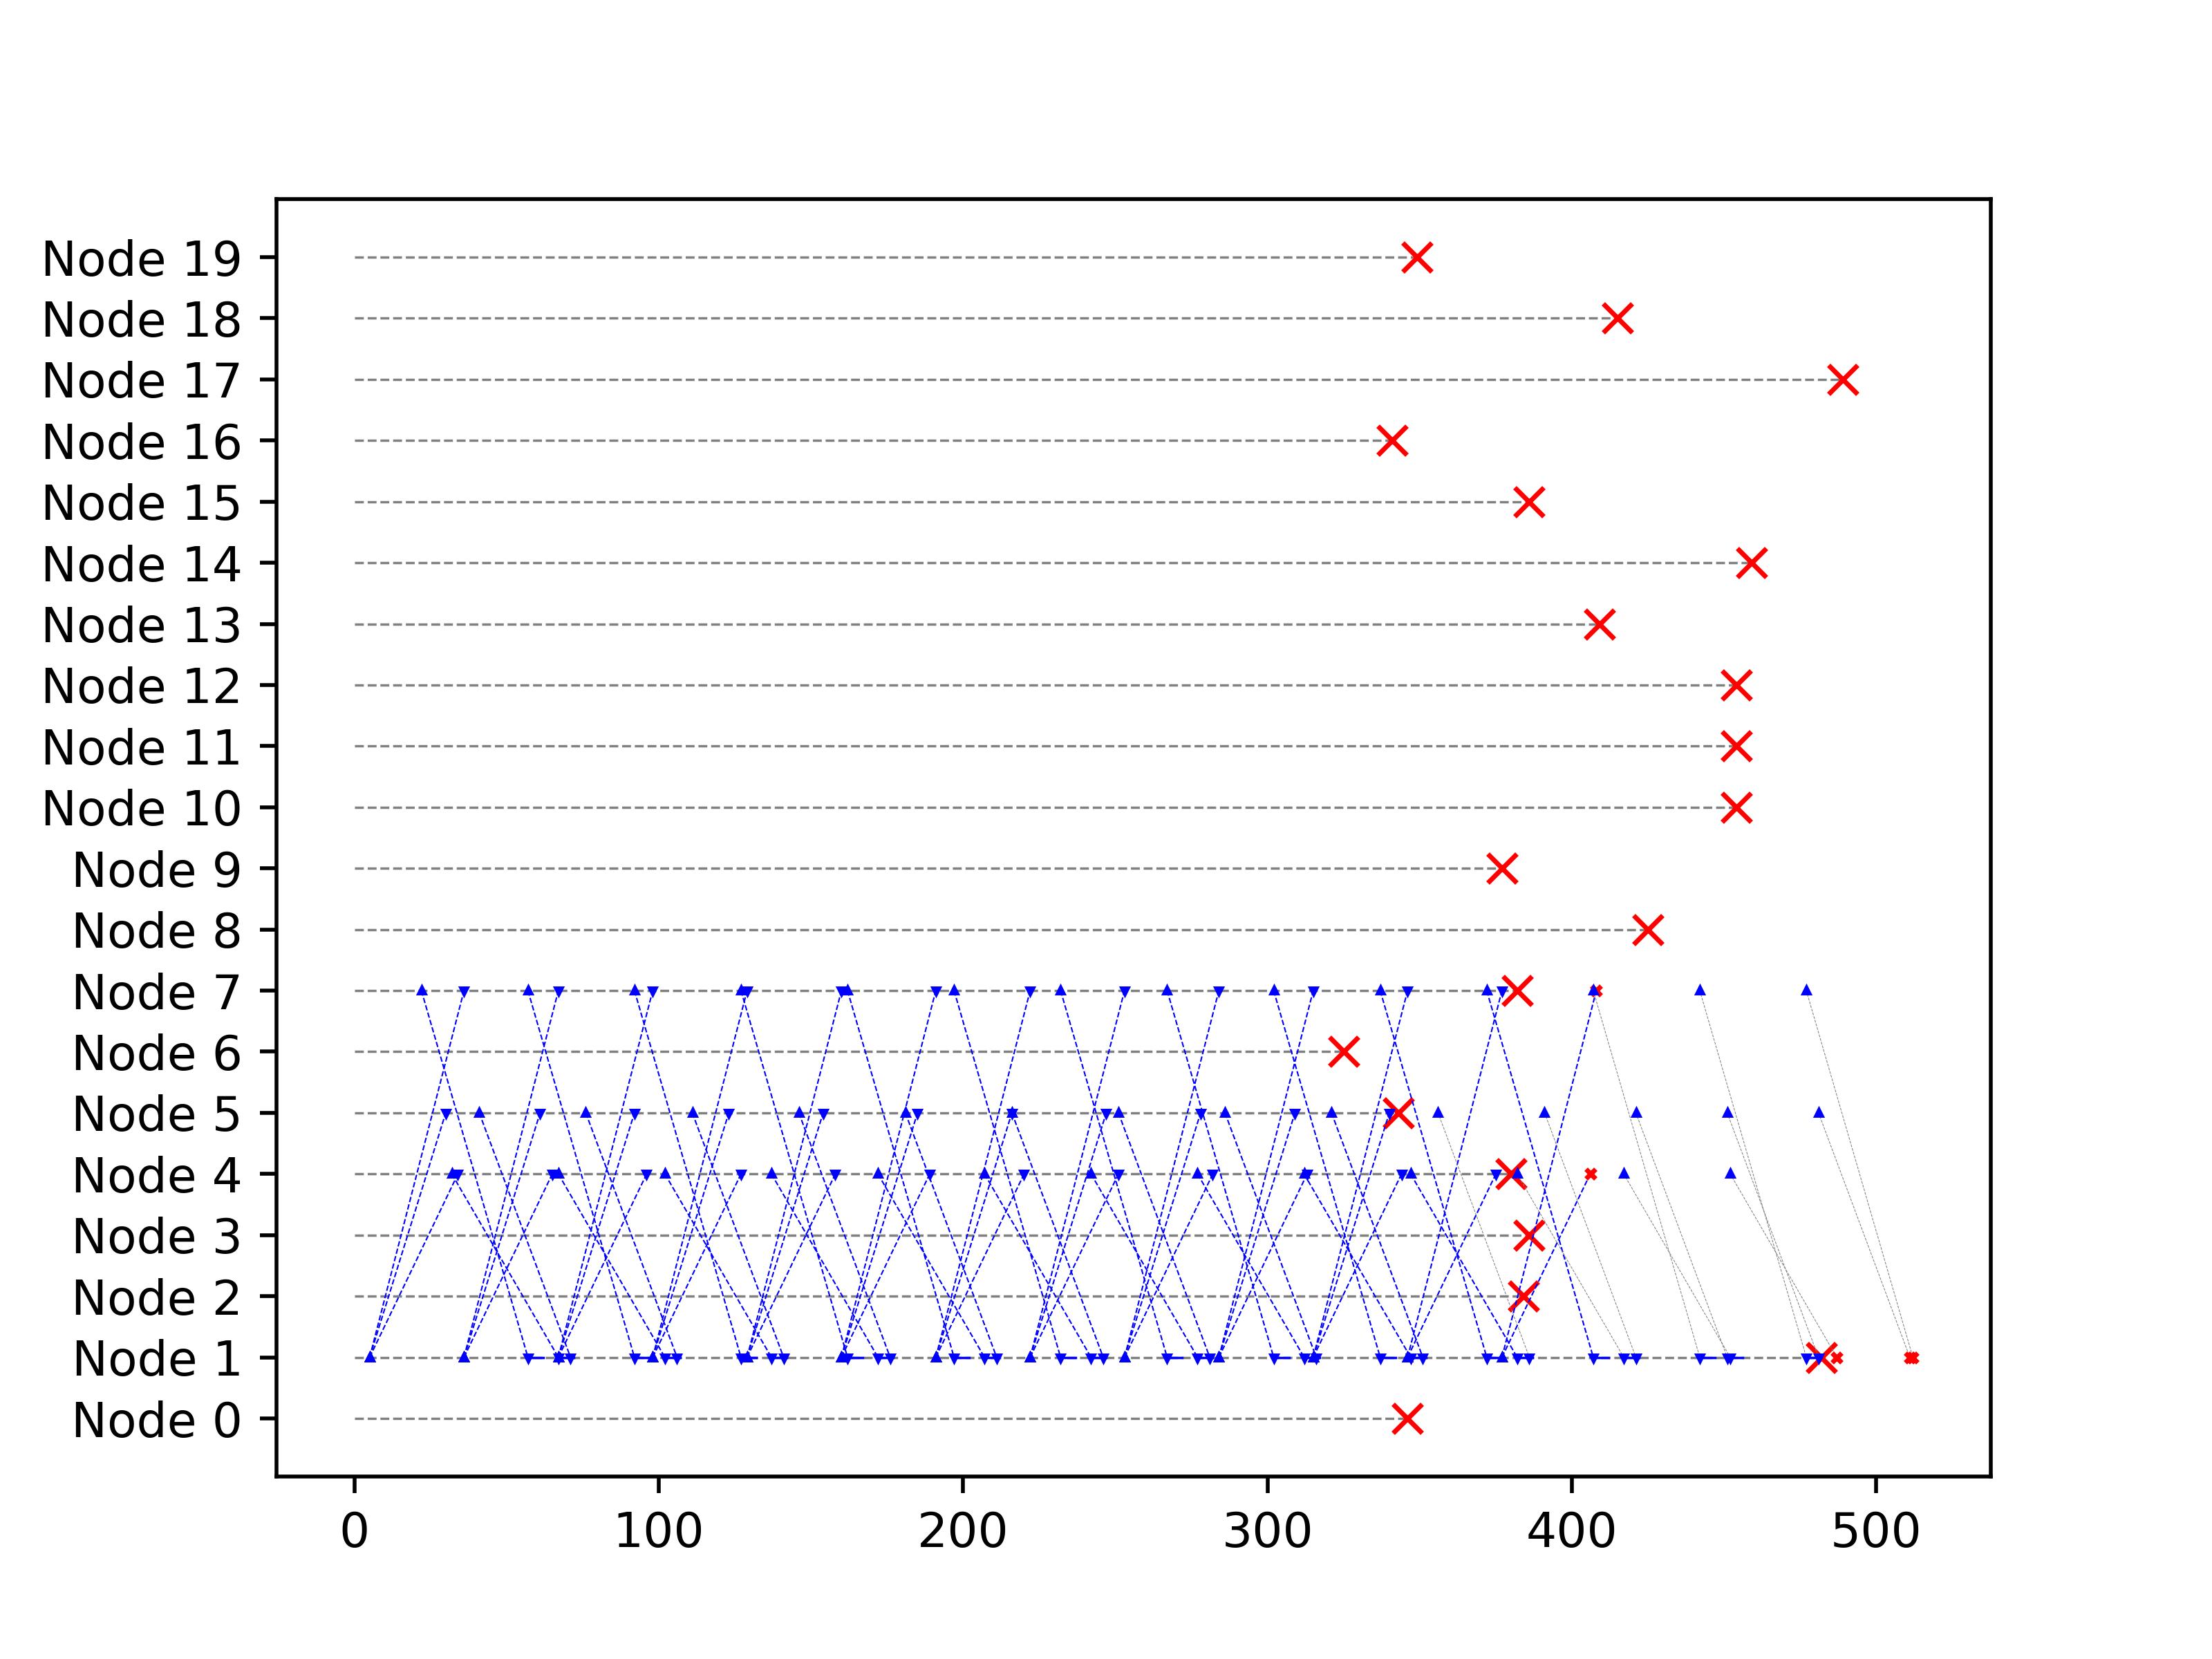 Node 19
Node 18
Node 17
Node 16
Node 15
Node 14
Node 13
Node 12
Node 11
Node 10
Node 9
Node 8
Node 7
Node 6
Node 5
Node 4
Node 3
Node 2
Node 1
Node 0
0 100 200 300 400 500